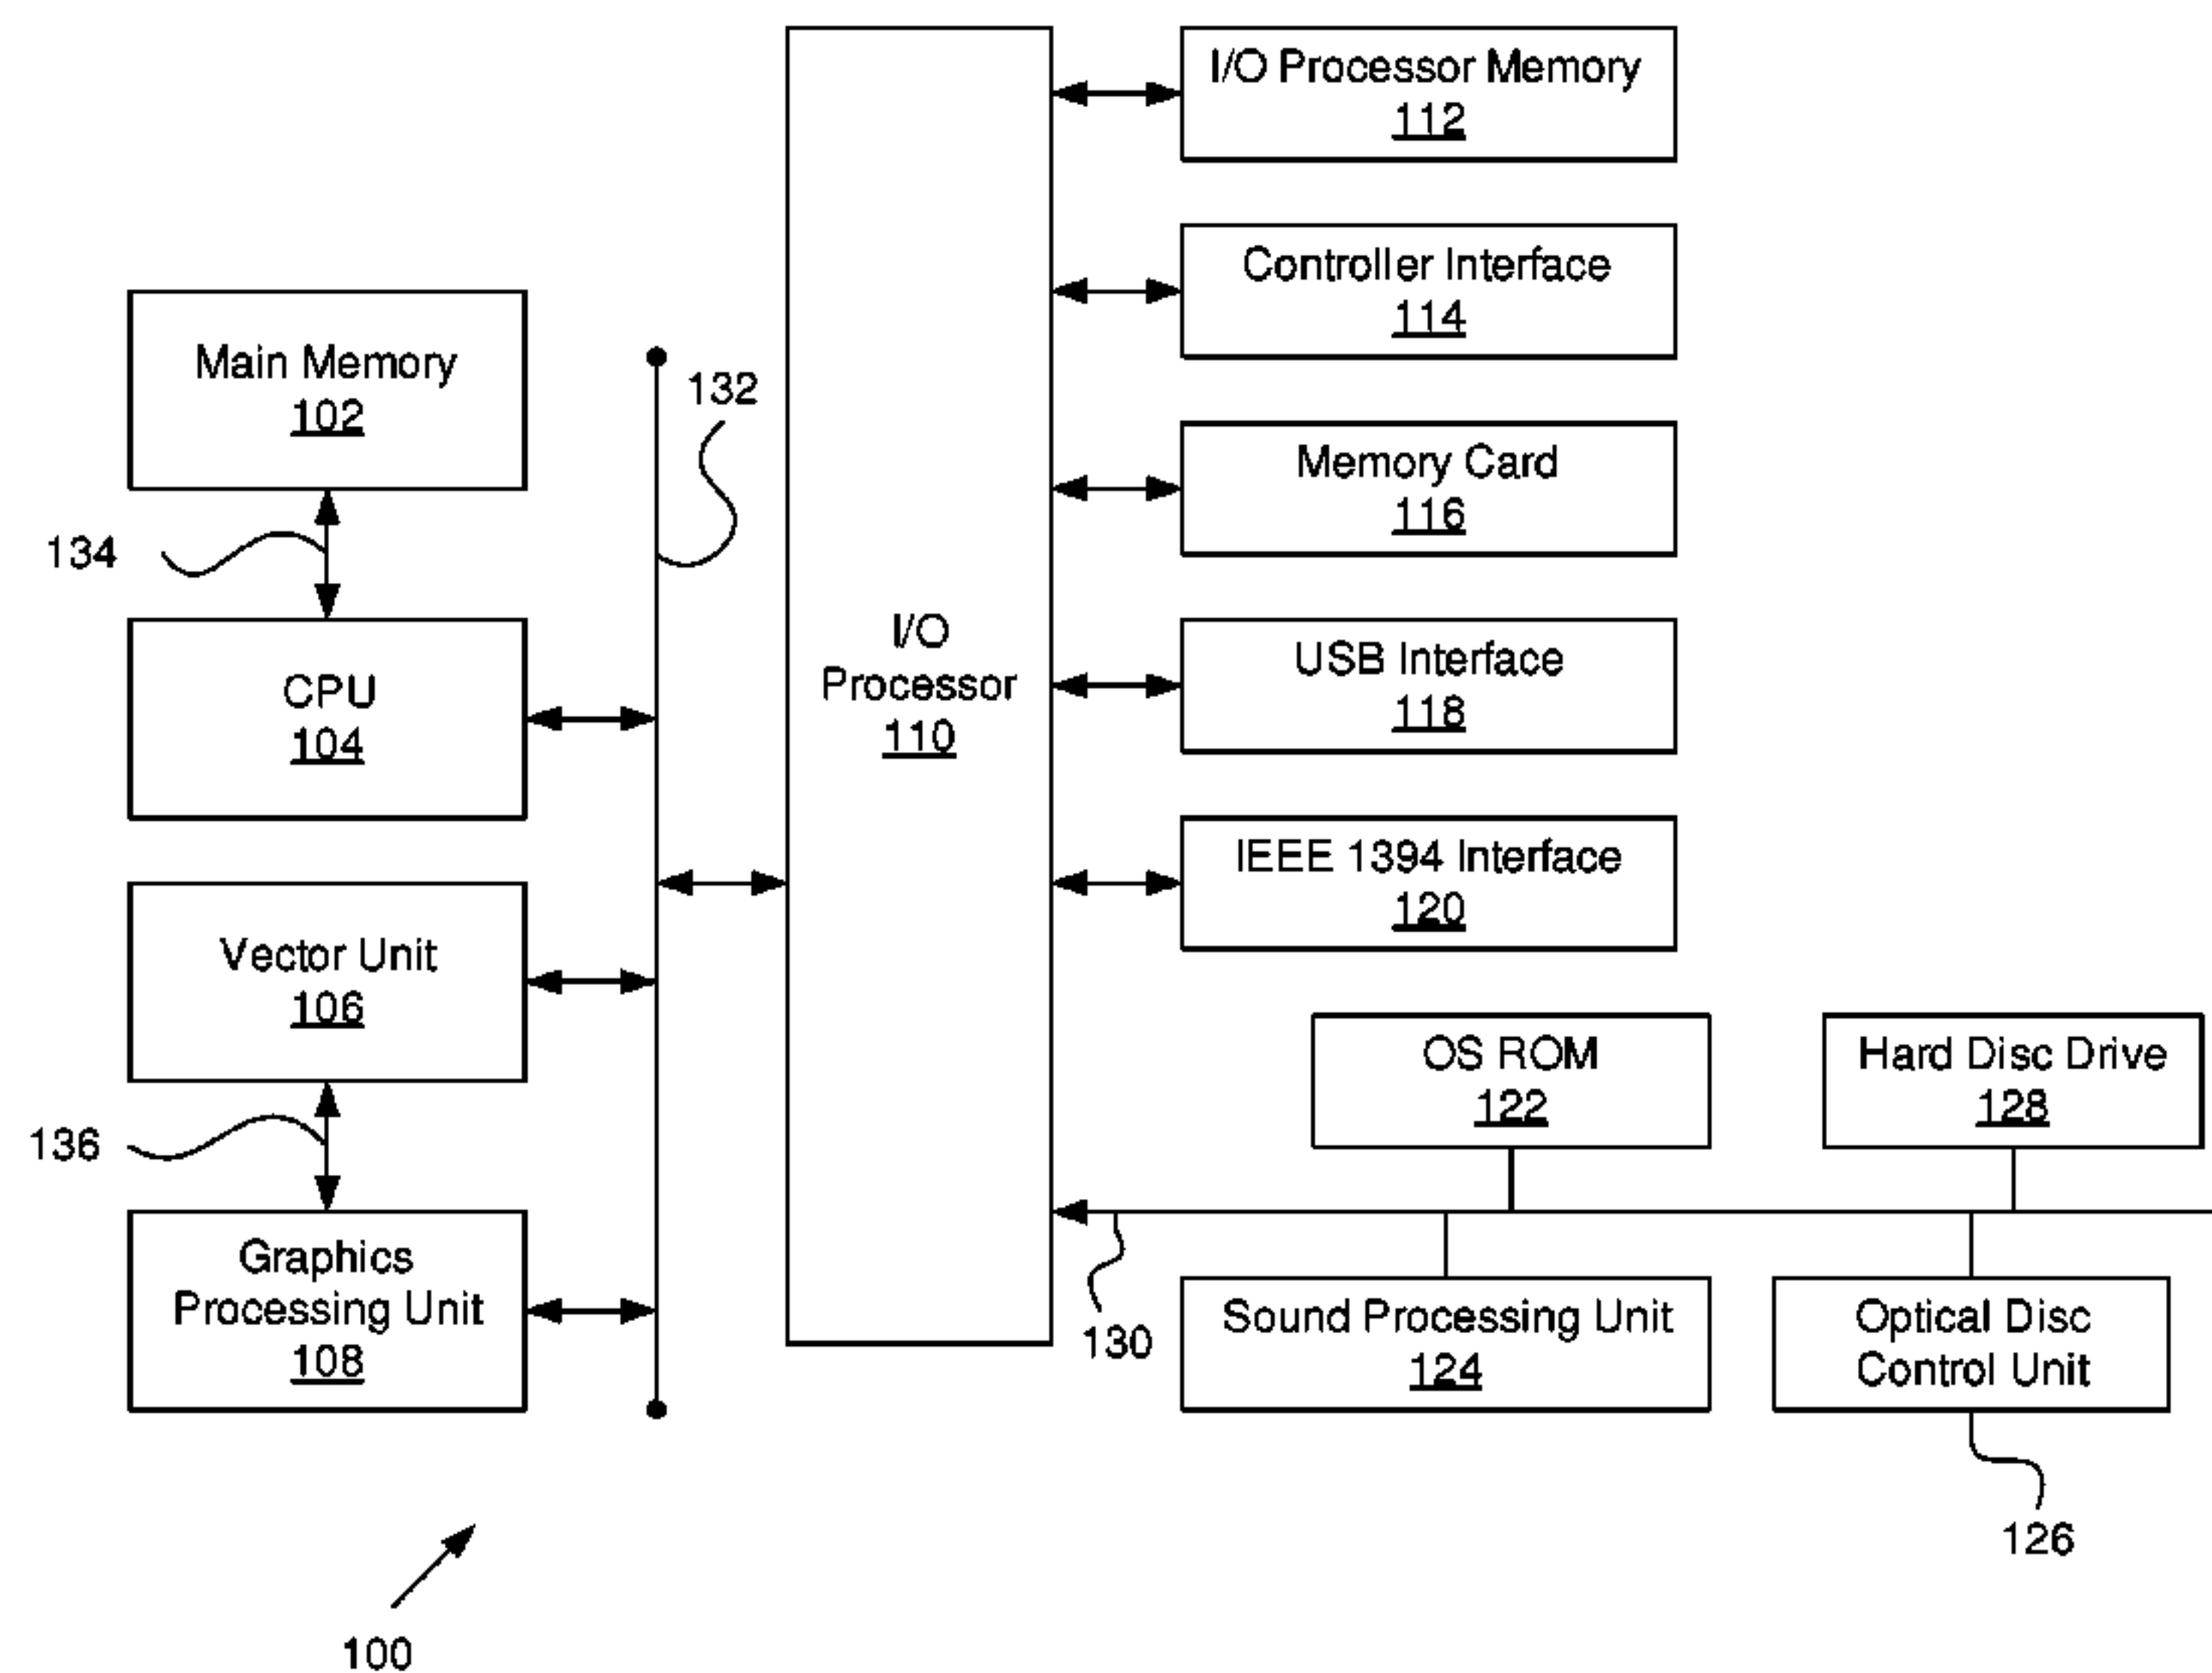 I/O Processor Memory
112
Controller Interface
114
Main Memory
102
132
Memory Card
116
134
CPU
104
I/O
Processor
110
USB Interface
118
IEEE 1394 Interface
120
Vector Unit
106
OS ROM
122
Hard Disc Drive
128
136
Graphics
Processing Unit
108
130
Sound Processing Unit
124
Optical Disc
Control Unit
126
100